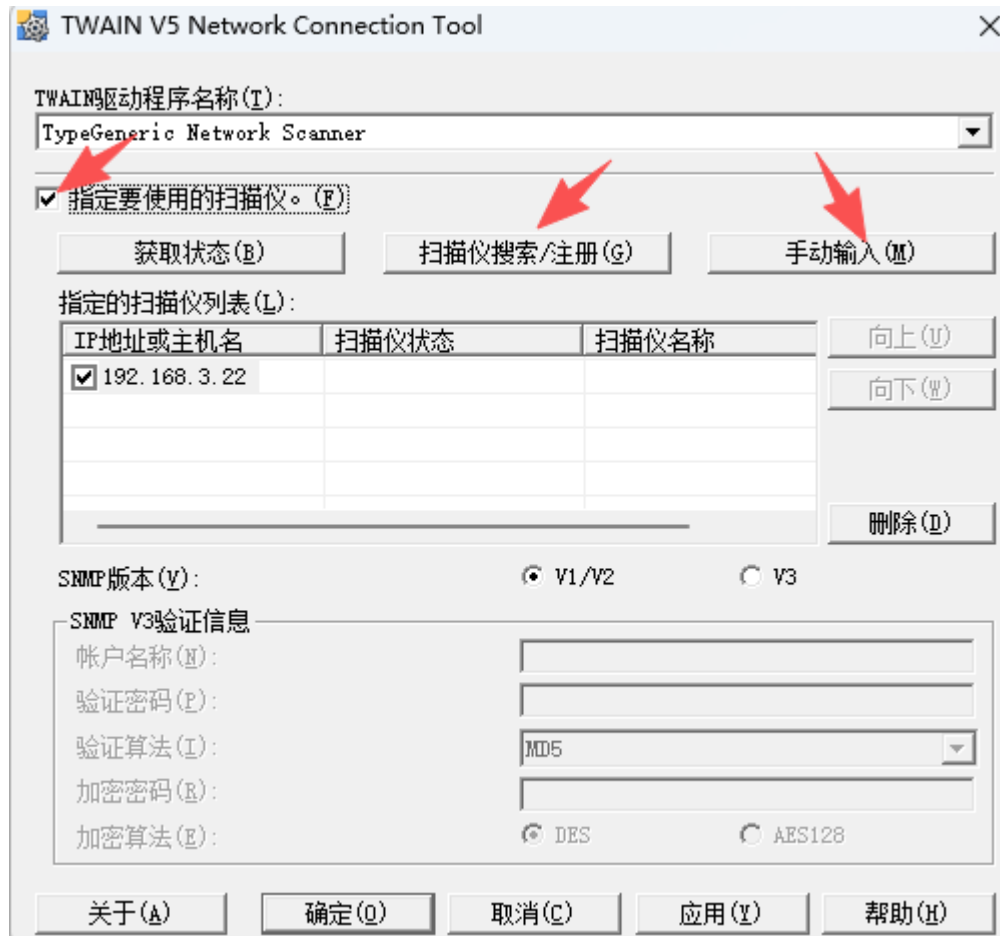 TWAIN V5 Network Connection Tool
TWAIN驱动程序名称(T):
TypeGeneric Network Scanner
指定要使用的扫描仪。(F)
获取状态(B) 扫描仪搜索/注册(G) 手动输入(M)
指定的扫描仪列表(L):
IP地址或主机名 扫描仪状态 扫描仪名称 向上(U)
192.168.3.22 向下(W)
删除(D)
SNMP版本(V): V1/V2 V3
SNMP V3验证信息
帐户名称(N):
验证密码(P):
验证算法(I): MD5
加密密码(R):
加密算法(E): DES AES128
关于(A) 确定(O) 取消(C) 应用(Y) 帮助(H)